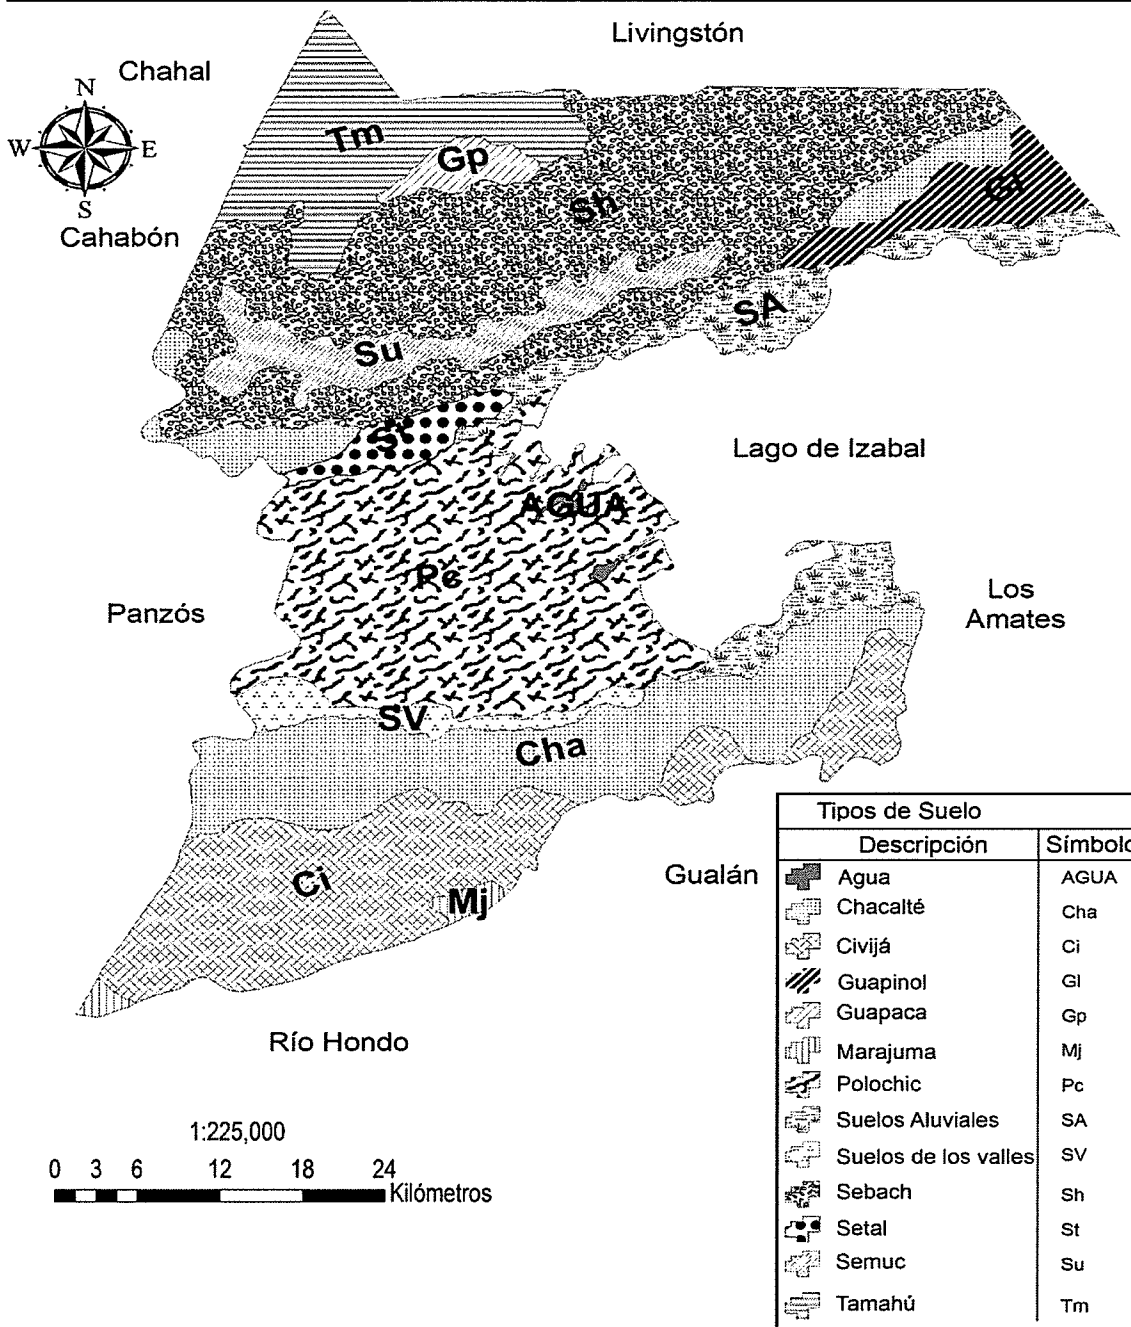 Livingstón
Chahal
N
W E
S
Cahabón
Tm
Gp
Sh
Gl
SA
Su
St
Lago de Izabal
AGUA
Pc
Panzós
Los
Amates
SV
Cha
Ci
Mj
Gualán
Río Hondo
1:225,000
0 3 6 12 18 24
Kilómetros
Tipos de Suelo
Descripción Símbolo
Agua AGUA
Chacalté Cha
Civijá Ci
Guapinol Gl
Guapaca Gp
Marajuma Mj
Polochic Pc
Suelos Aluviales SA
Suelos de los valles SV
Sebach Sh
Setal St
Semuc Su
Tamahú Tm